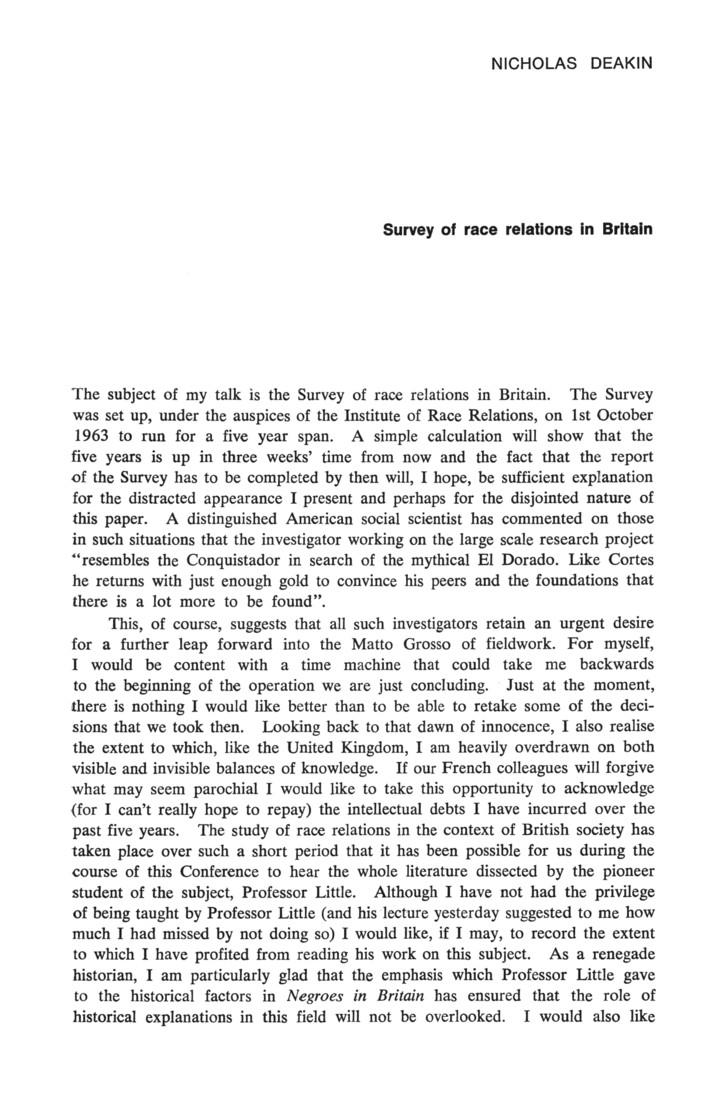 NICHOLAS DEAKIN
Survey of race relations in Britain
The subject of my talk is the Survey of race relations in Britain. The Survey
was set up, under the auspices of the Institute of Race Relations, on 1st October
1963 to run for a five year span. A simple calculation will show that the
five years is up in three weeks' time from now and the fact that the report
of the Survey has to be completed by then will, I hope, be sufficient explanation
for the distracted appearance I present and perhaps for the disjointed nature of
this paper. A distinguished American social scientist has commented on those
in such situations that the investigator working on the large scale research project
“resembles the Conquistador in search of the mythical El Dorado. Like Cortes
he returns with just enough gold to convince his peers and the foundations that
there is a lot more to be found”.
This, of course, suggests that all such investigators retain an urgent desire
for a further leap forward into the Matto Grosso of fieldwork. For myself,
I would be content with a time machine that could take me backwards
to the beginning of the operation we are just concluding. Just at the moment,
there is nothing I would like better than to be able to retake some of the deci-
sions that we took then. Looking back to that dawn of innocence, I also realise
the extent to which, like the United Kingdom, I am heavily overdrawn on both
visible and invisible balances of knowledge. If our French colleagues will forgive
what may seem parochial I would like to take this opportunity to acknowledge
(for I can't really hope to repay) the intellectual debts I have incurred over the
past five years. The study of race relations in the context of British society has
taken place over such a short period that it has been possible for us during the
course of this Conference to hear the whole literature dissected by the pioneer
student of the subject, Professor Little. Although I have not had the privilege
of being taught by Professor Little (and his lecture yesterday suggested to me how
much I had missed by not doing so) I would like, if I may, to record the extent
to which I have profited from reading his work on this subject. As a renegade
historian, I am particularly glad that the emphasis which Professor Little gave
to the historical factors in Negroes in Britain has ensured that the role of
historical explanations in this field will not be overlooked. I would also like